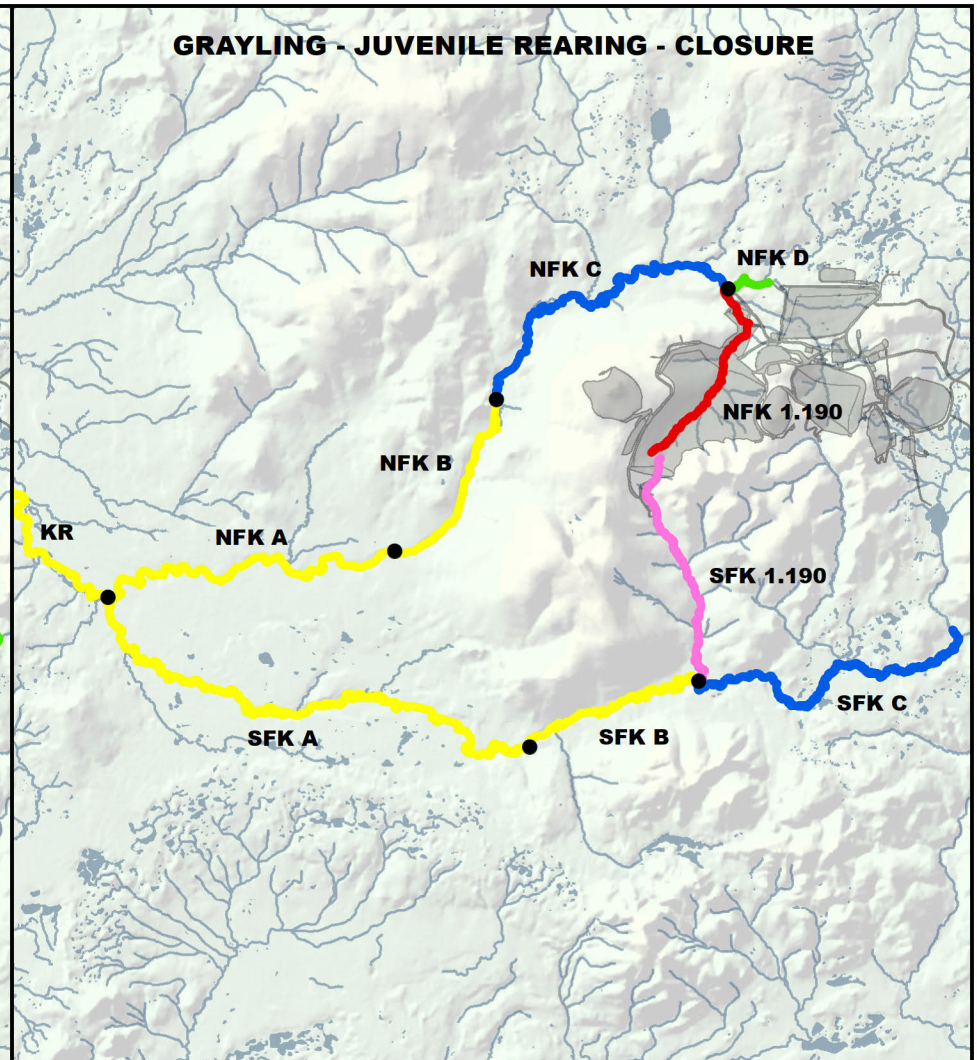 GRAYLING - JUVENILE REARING - CLOSURE
NFK D
NFK C
NFK 1.190
NFK B
KR
NFK A
SFK 1.190
SFK C
SFK A
SFK B